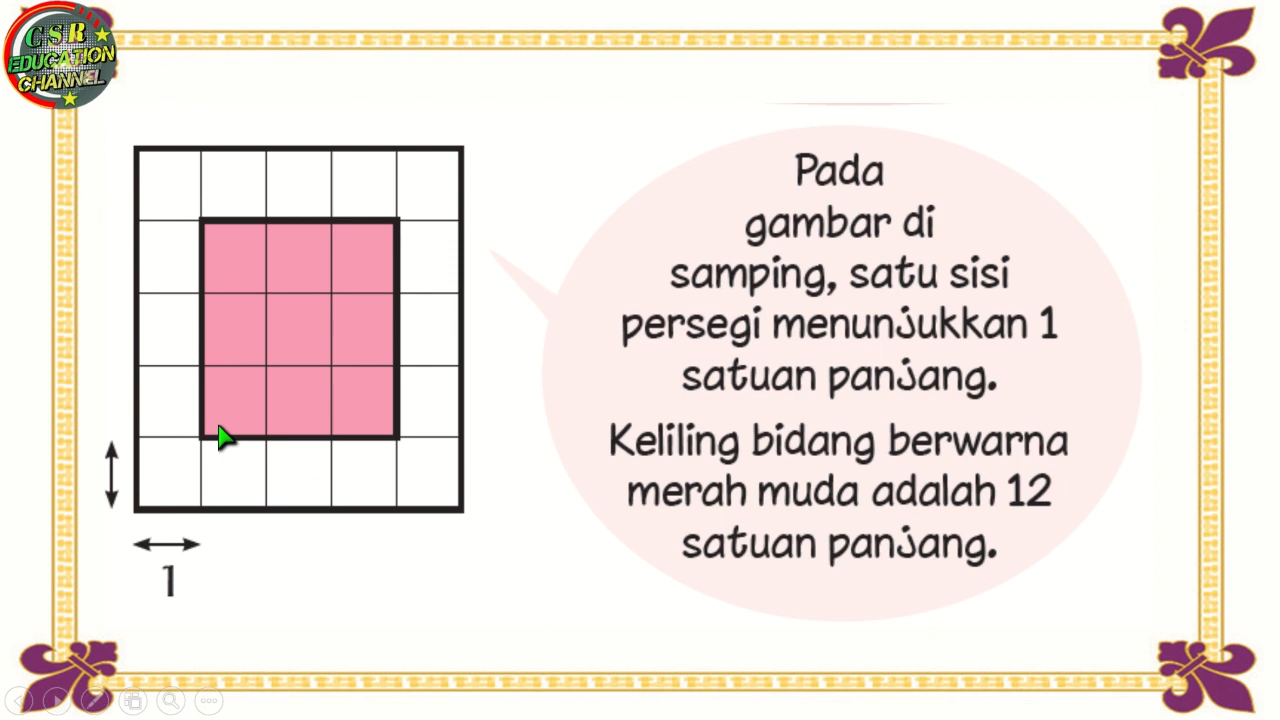 CSR
EDUCATION
CHANNEL
Pada
gambar di
samping, satu sisi
persegi menunjukkan 1
satuan panjang.
Keliling bidang berwarna
merah muda adalah 12
satuan panjang.
1